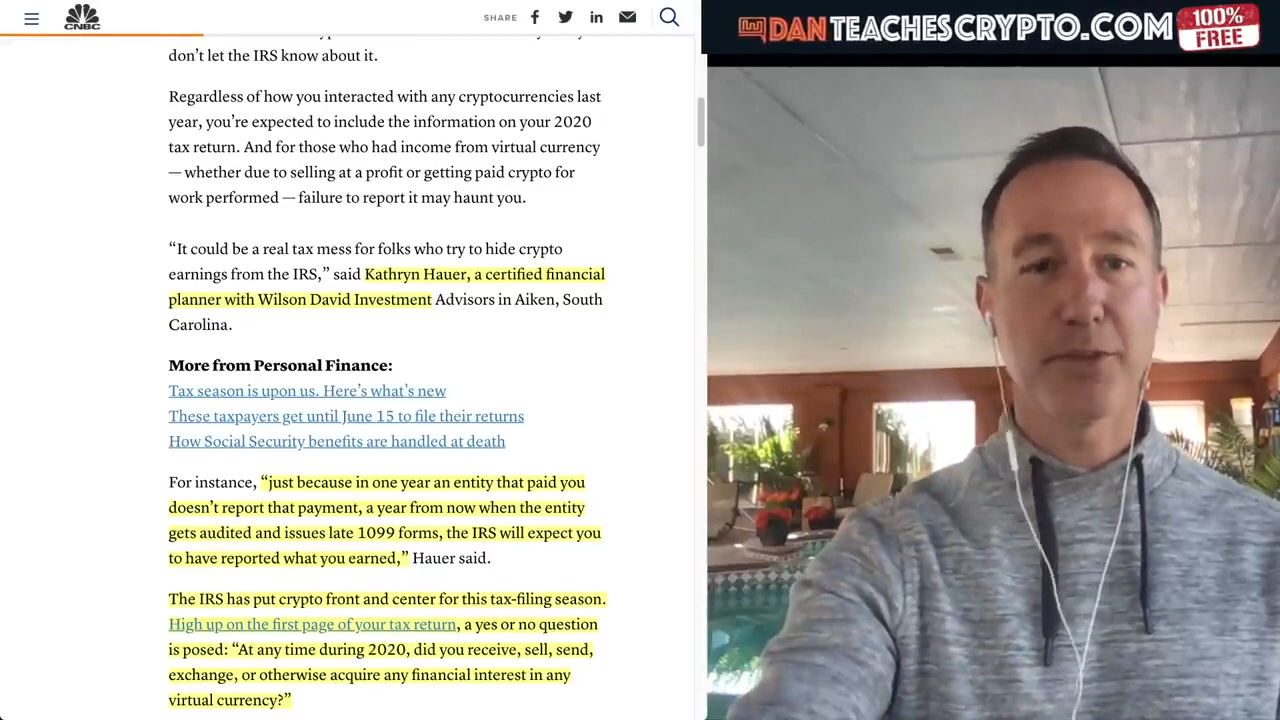 CNBC
SHARE
don’t let the IRS know about it.
Regardless of how you interacted with any cryptocurrencies last
year, you’re expected to include the information on your 2020
tax return. And for those who had income from virtual currency
— whether due to selling at a profit or getting paid crypto for
work performed — failure to report it may haunt you.
“It could be a real tax mess for folks who try to hide crypto
earnings from the IRS,” said Kathryn Hauer, a certified financial
planner with Wilson David Investment Advisors in Aiken, South
Carolina.
More from Personal Finance:
Tax season is upon us. Here’s what’s new
These taxpayers get until June 15 to file their returns
How Social Security benefits are handled at death
For instance, “just because in one year an entity that paid you
doesn’t report that payment, a year from now when the entity
gets audited and issues late 1099 forms, the IRS will expect you
to have reported what you earned,” Hauer said.
The IRS has put crypto front and center for this tax-filing season.
High up on the first page of your tax return, a yes or no question
is posed: “At any time during 2020, did you receive, sell, send,
exchange, or otherwise acquire any financial interest in any
virtual currency?”
DANTEACHESCRYPTO.COM
100%
FREE